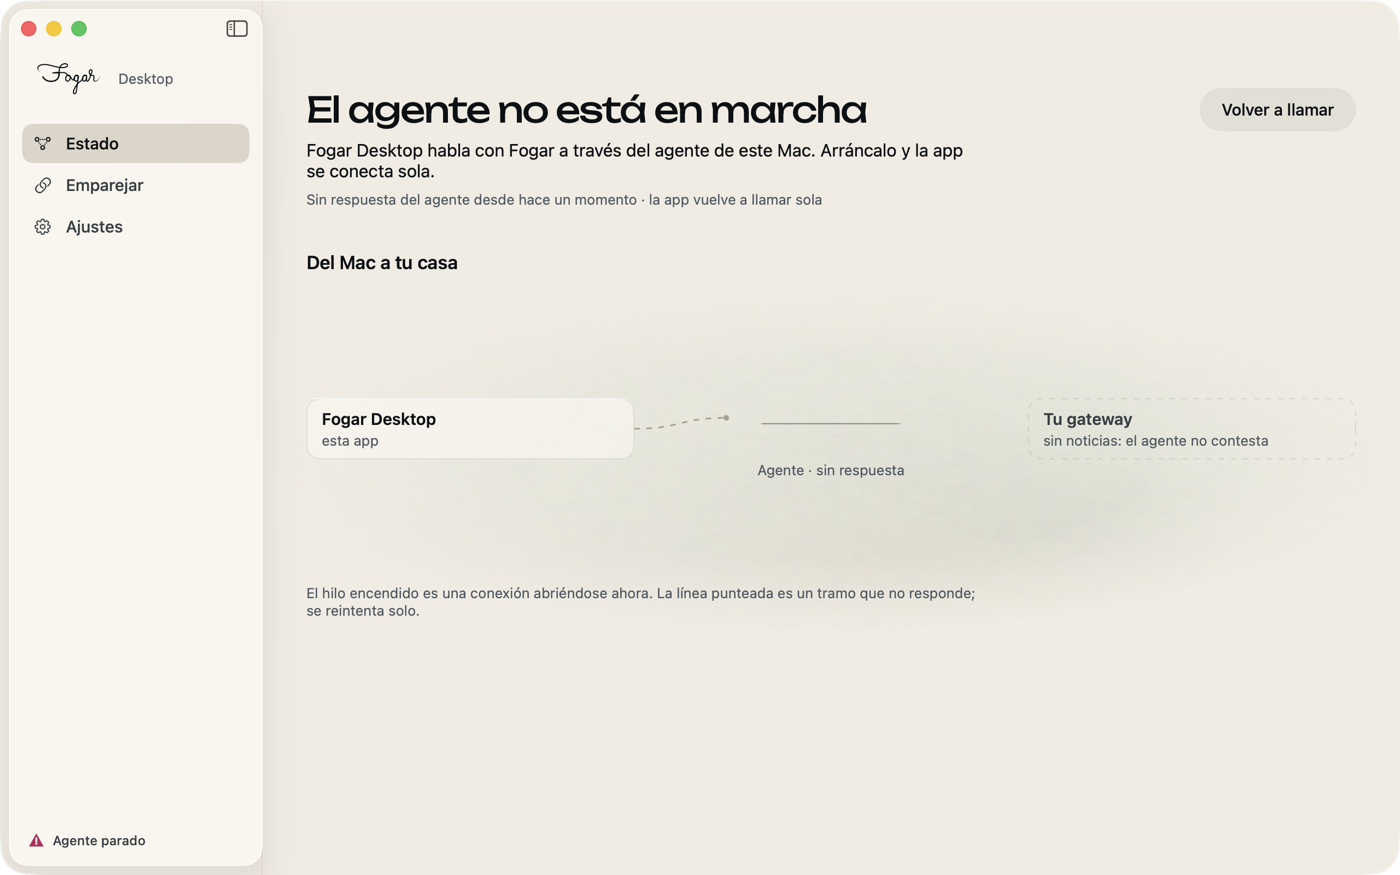 Fogar Desktop
Estado
Emparejar
Ajustes
Agente parado
El agente no está en marcha
Volver a llamar
Fogar Desktop habla con Fogar a través del agente de este Mac. Arráncalo y la app
se conecta sola.
Sin respuesta del agente desde hace un momento · la app vuelve a llamar sola
Del Mac a tu casa
Fogar Desktop
esta app
Agente · sin respuesta
Tu gateway
sin noticias: el agente no contesta
El hilo encendido es una conexión abriéndose ahora. La línea punteada es un tramo que no responde;
se reintenta solo.